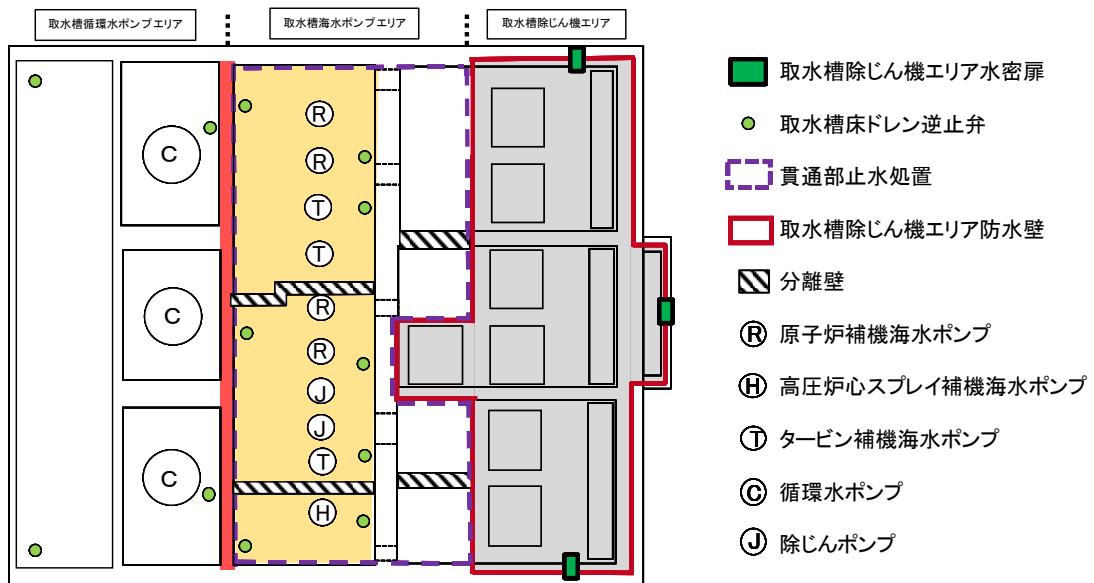 取水槽循環水ポンプエリア
取水槽海水ポンプエリア
取水槽除じん機エリア
C
C
C
R
R
T
T
R
R
J
J
T
H
取水槽除じん機エリア水密扉
取水槽床ドレン逆止弁
貫通部止水処置
取水槽除じん機エリア防水壁
分離壁
R 原子炉補機海水ポンプ
H 高圧炉心スプレイ補機海水ポンプ
T タービン補機海水ポンプ
C 循環水ポンプ
J 除じんポンプ